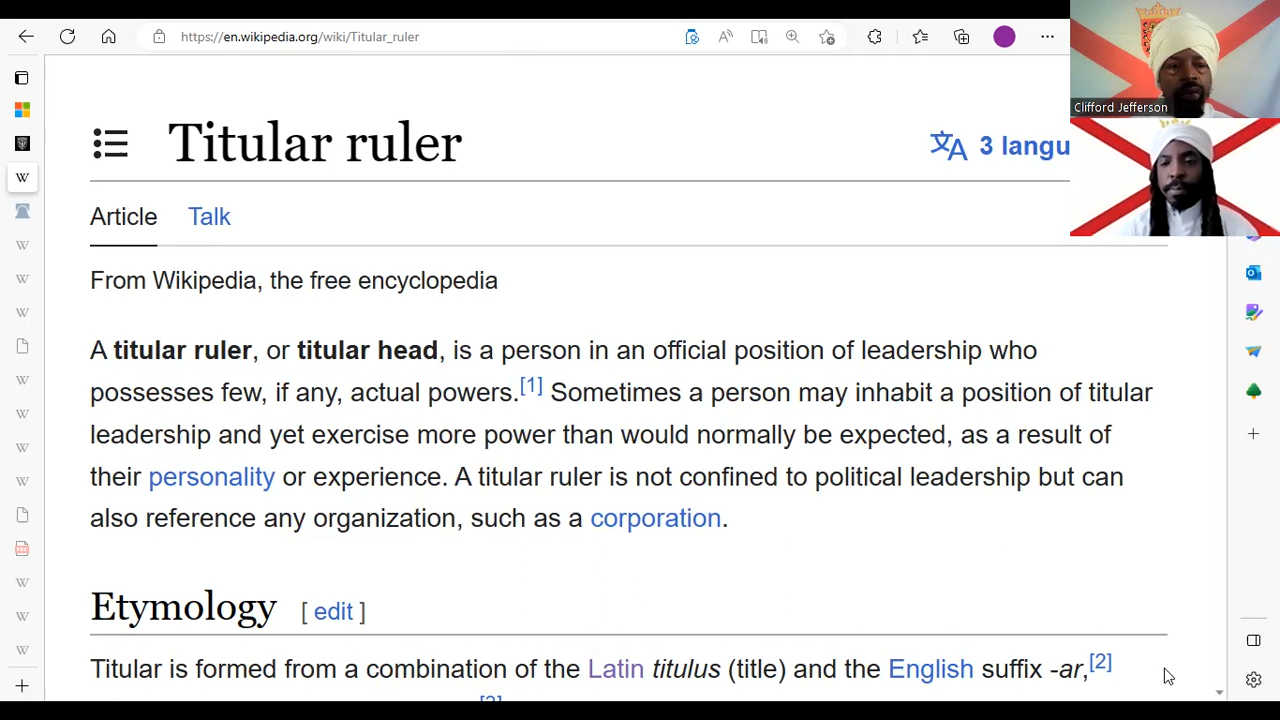 https://en.wikipedia.org/wiki/Titular_ruler
Clifford Jefferson
Titular ruler
3 langu
Article Talk
From Wikipedia, the free encyclopedia
A titular ruler, or titular head, is a person in an official position of leadership who
possesses few, if any, actual powers.[1] Sometimes a person may inhabit a position of titular
leadership and yet exercise more power than would normally be expected, as a result of
their personality or experience. A titular ruler is not confined to political leadership but can
also reference any organization, such as a corporation.
Etymology [ edit ]
Titular is formed from a combination of the Latin titulus (title) and the English suffix -ar,[2]